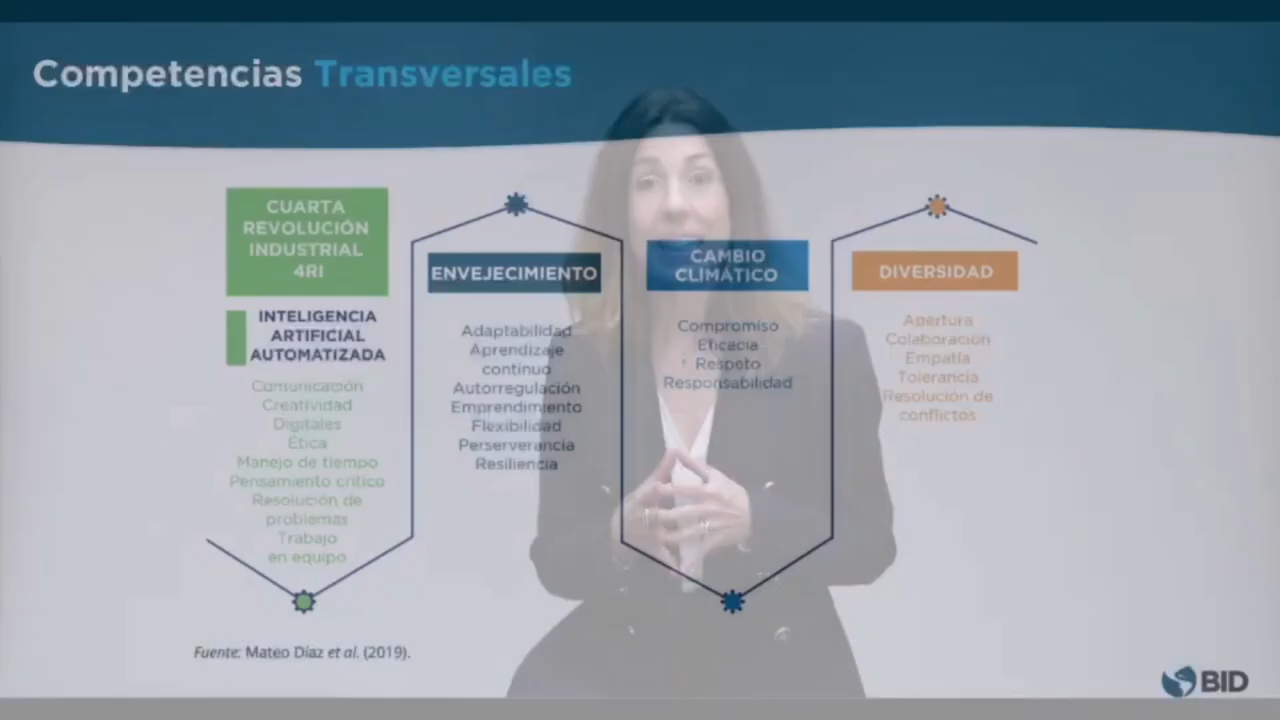 Competencias Transversales
CUARTA
REVOLUCIÓN
INDUSTRIAL
4RI
INTELIGENCIA
ARTIFICIAL
AUTOMATIZADA
Comunicación
Creatividad
Digitales
Ética
Manejo de tiempo
Pensamiento crítico
Resolución de
problemas
Trabajo
en equipo
ENVEJECIMIENTO
Adaptabilidad
Aprendizaje
continuo
Autorregulación
Emprendimiento
Flexibilidad
Perserverancia
Resiliencia
CAMBIO
CLIMÁTICO
Compromiso
Eficacia
Respeto
Responsabilidad
DIVERSIDAD
Apertura
Colaboración
Empatía
Tolerancia
Resolución de
conflictos
Fuente: Mateo Díaz et al. (2019).
BID